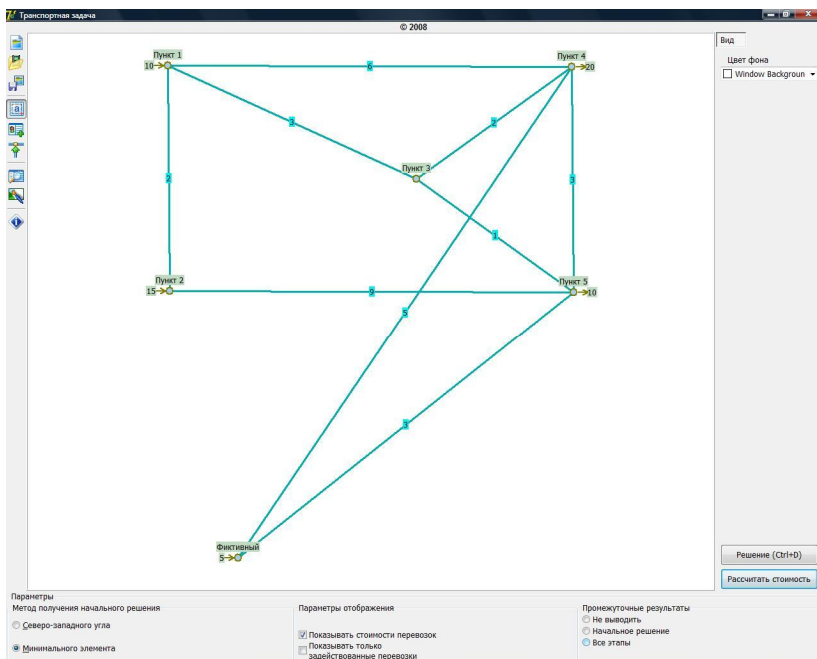 Транспортная задача
© 2008
Вид
Цвет фона
Window Backgroun
Пункт 1
10
6
Пункт 4
20
3
2
Пункт 3
2
3
1
Пункт 2
15
9
Пункт 5
10
5
3
Фиктивный
5
Решение (Ctrl+D)
Рассчитать стоимость
Параметры
Метод получения начального решения
Северо-западного угла
Минимального элемента
Параметры отображения
Показывать стоимости перевозок
Показывать только
задействованные перевозки
Промежуточные результаты
Не выводить
Начальное решение
Все этапы